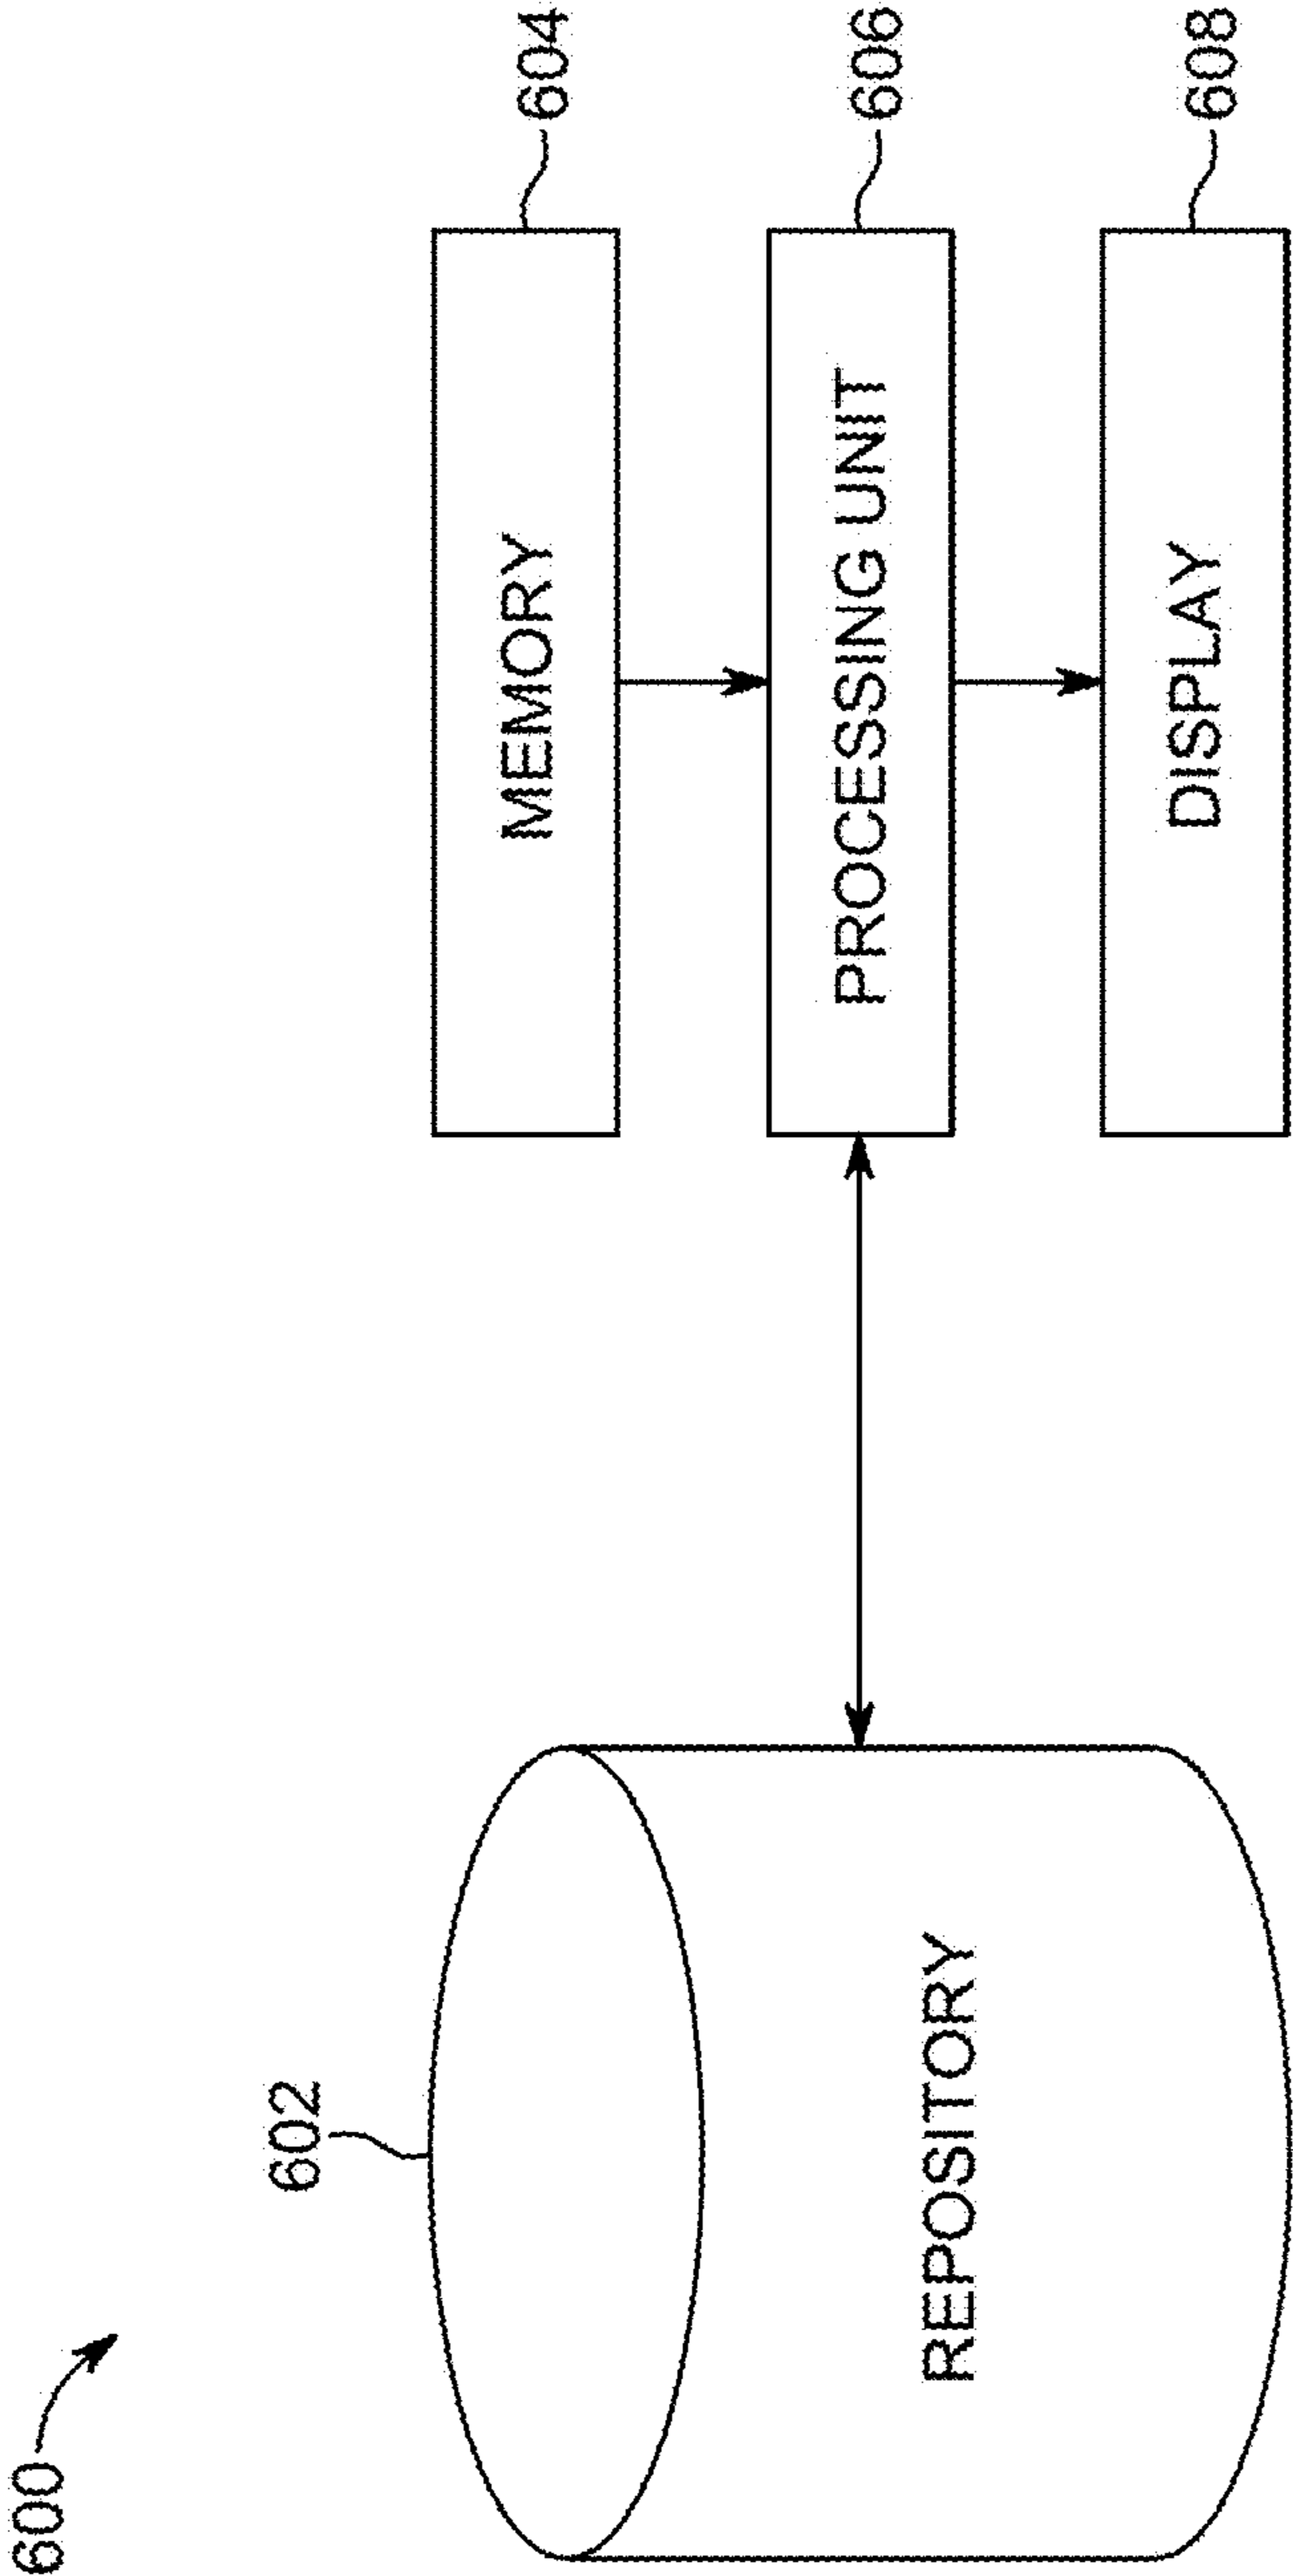 600
602
REPOSITORY
MEMORY
604
PROCESSING UNIT
606
DISPLAY
608